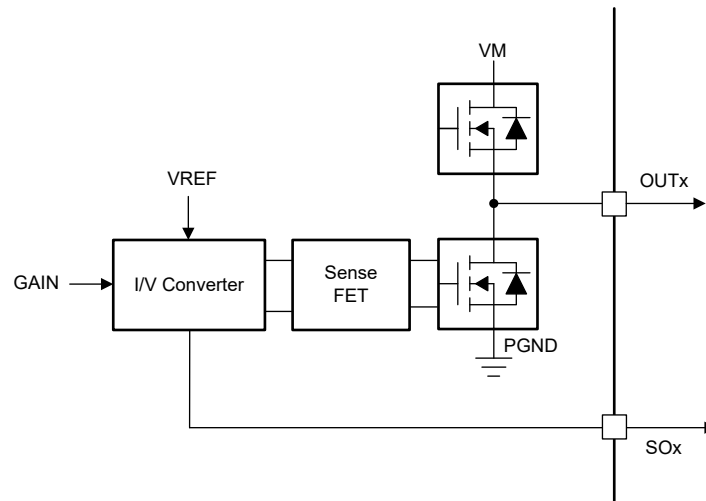 VM
OUTx
VREF
GAIN
I/V Converter
Sense
FET
PGND
SOx